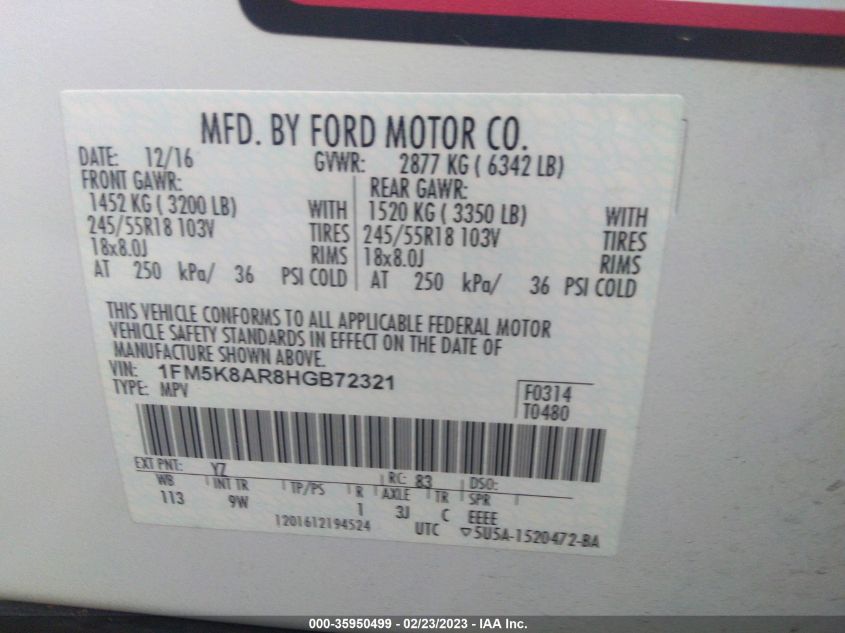 MFD. BY FORD MOTOR CO.
DATE: 12/16 GVWR: 2877 KG ( 6342 LB)
FRONT GAWR: REAR GAWR:
1452 KG ( 3200 LB) WITH 1520 KG ( 3350 LB) WITH
245/55R18 103V TIRES 245/55R18 103V TIRES
18x8.0J RIMS 18x8.0J RIMS
AT 250 kPa/ 36 PSI COLD AT 250 kPa/ 36 PSI COLD
THIS VEHICLE CONFORMS TO ALL APPLICABLE FEDERAL MOTOR
VEHICLE SAFETY STANDARDS IN EFFECT ON THE DATE OF
MANUFACTURE SHOWN ABOVE.
VIN: 1FM5K8AR8HGB72321
TYPE: MPV F0314
T0480
EXT PNT: YZ RC: 83 DSO:
WB INT TR TP/PS R AXLE TR SPR
113 9W 1 3J C EEEE
1201612194524 UTC ▽5U5A-1520472-BA
000-35950499 - 02/23/2023 - IAA Inc.